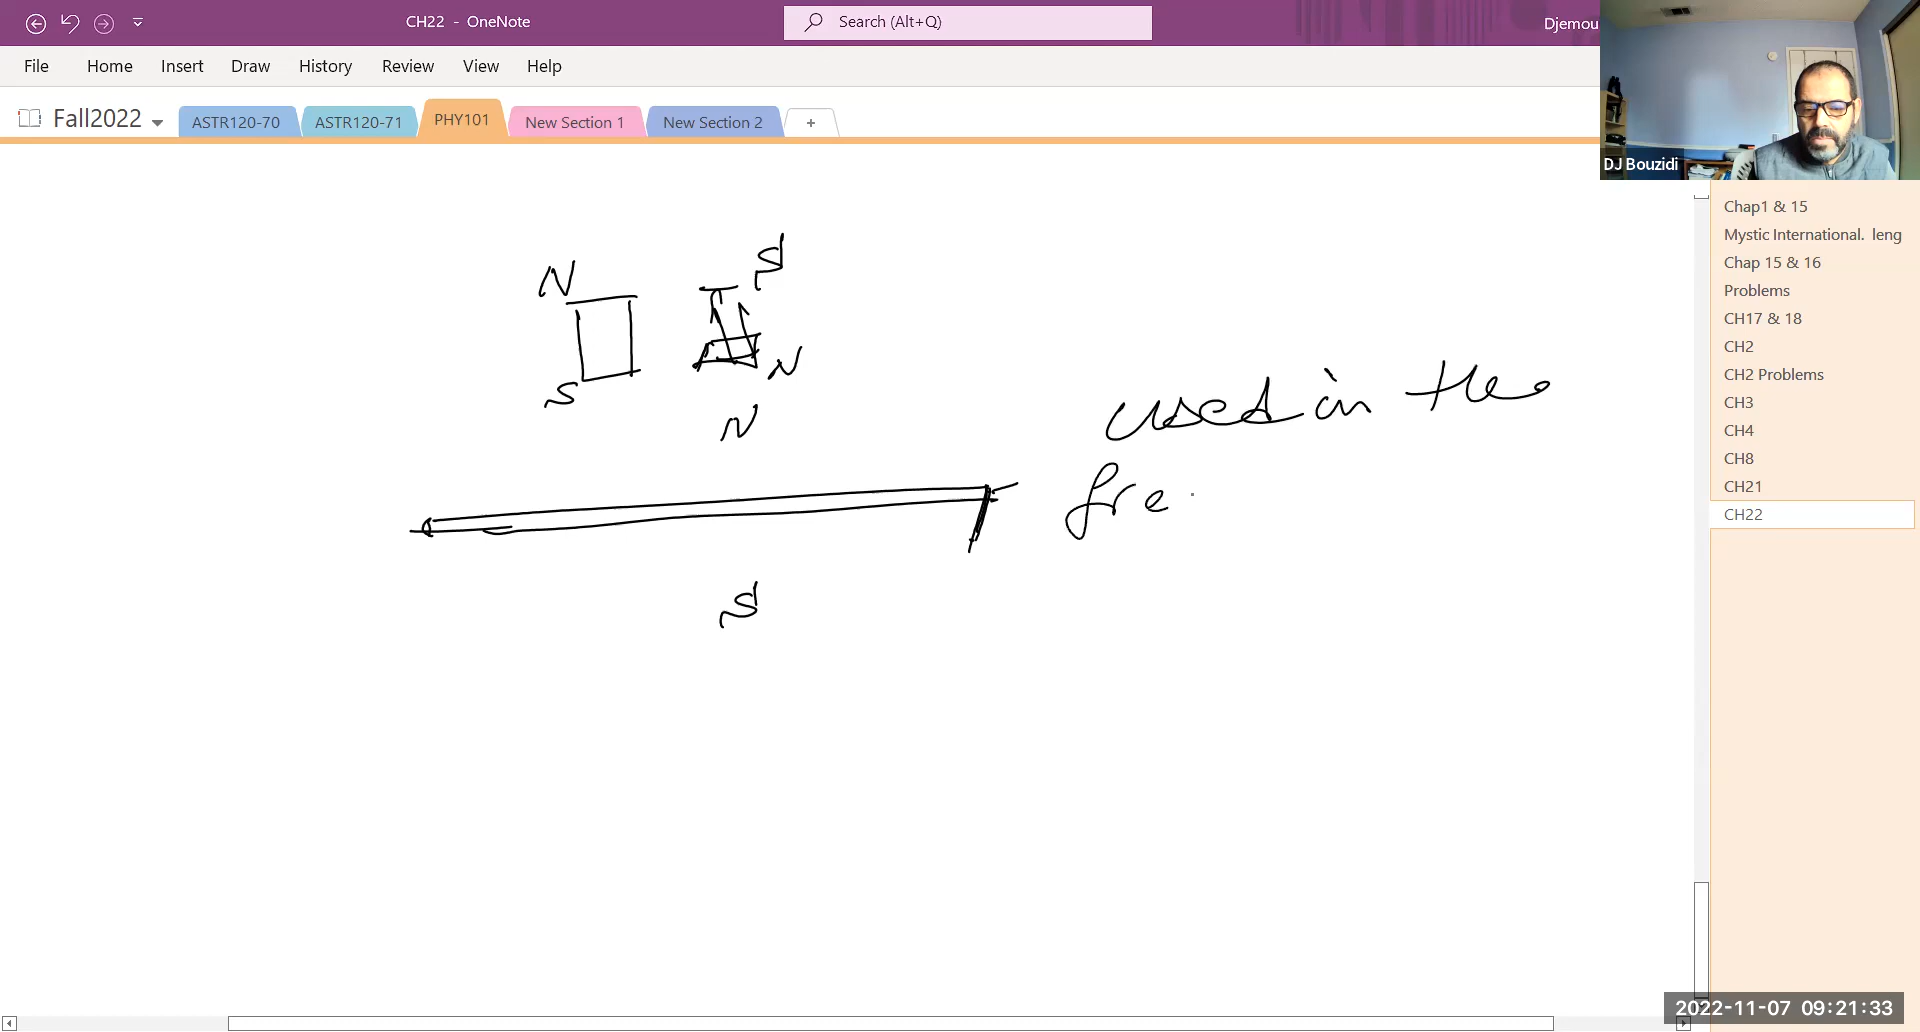 CH22 - OneNote
Search (Alt+Q)
Djemou
File Home Insert Draw History Review View Help
Fall2022
ASTR120-70
ASTR120-71
PHY101
New Section 1
New Section 2
+
DJ Bouzidi
Chap1 & 15
Mystic International. leng
Chap 15 & 16
Problems
CH17 & 18
CH2
CH2 Problems
CH3
CH4
CH8
CH21
CH22
N
S
S
N
N
S
used in the
fre
2022-11-07 09:21:33